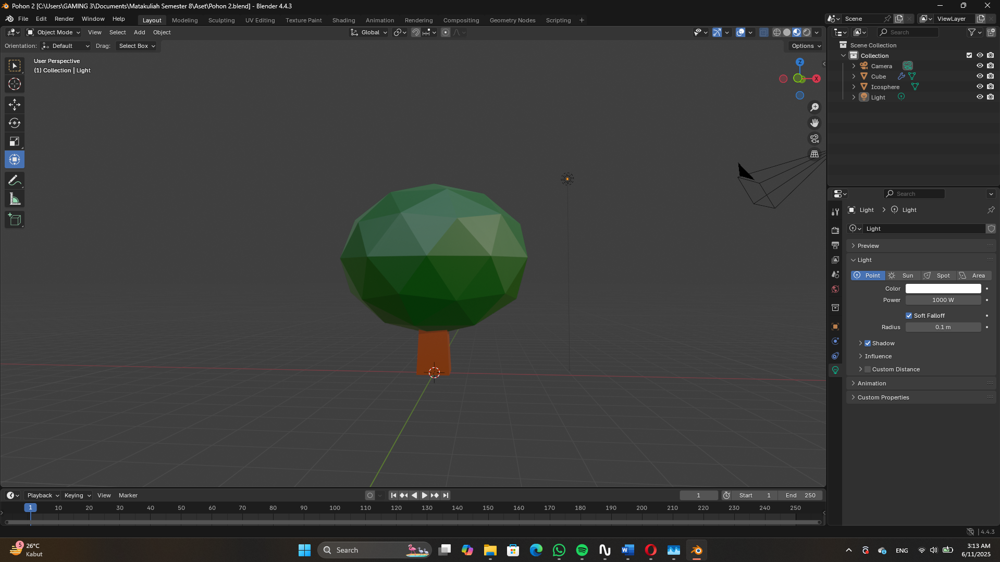 Pohon 2 [C:\Users\GAMING 3\Documents\Matakuliah Semester 8\Aset\Pohon 2.blend] - Blender 4.4.3
File Edit Render Window Help Layout Modeling Sculpting UV Editing Texture Paint Shading Animation Rendering Compositing Geometry Nodes Scripting + Scene ViewLayer
Object Mode View Select Add Object Global Search
Orientation: Default Drag: Select Box Options
User Perspective
(1) Collection | Light
Z
X
Scene Collection
Collection
Camera
Cube
Icosphere
Light
Search
Light > Light
Light
Preview
Light
Point Sun Spot Area
Color
Power 1000 W
Soft Falloff
Radius 0.1 m
Shadow
Influence
Custom Distance
Animation
Custom Properties
Playback Keying View Marker 1 Start 1 End 250
1 10 20 30 40 50 60 70 80 90 100 110 120 130 140 150 160 170 180 190 200 210 220 230 240 250
4.4.3
5
26°C
Kabut
Search
ENG
3:13 AM
6/11/2025